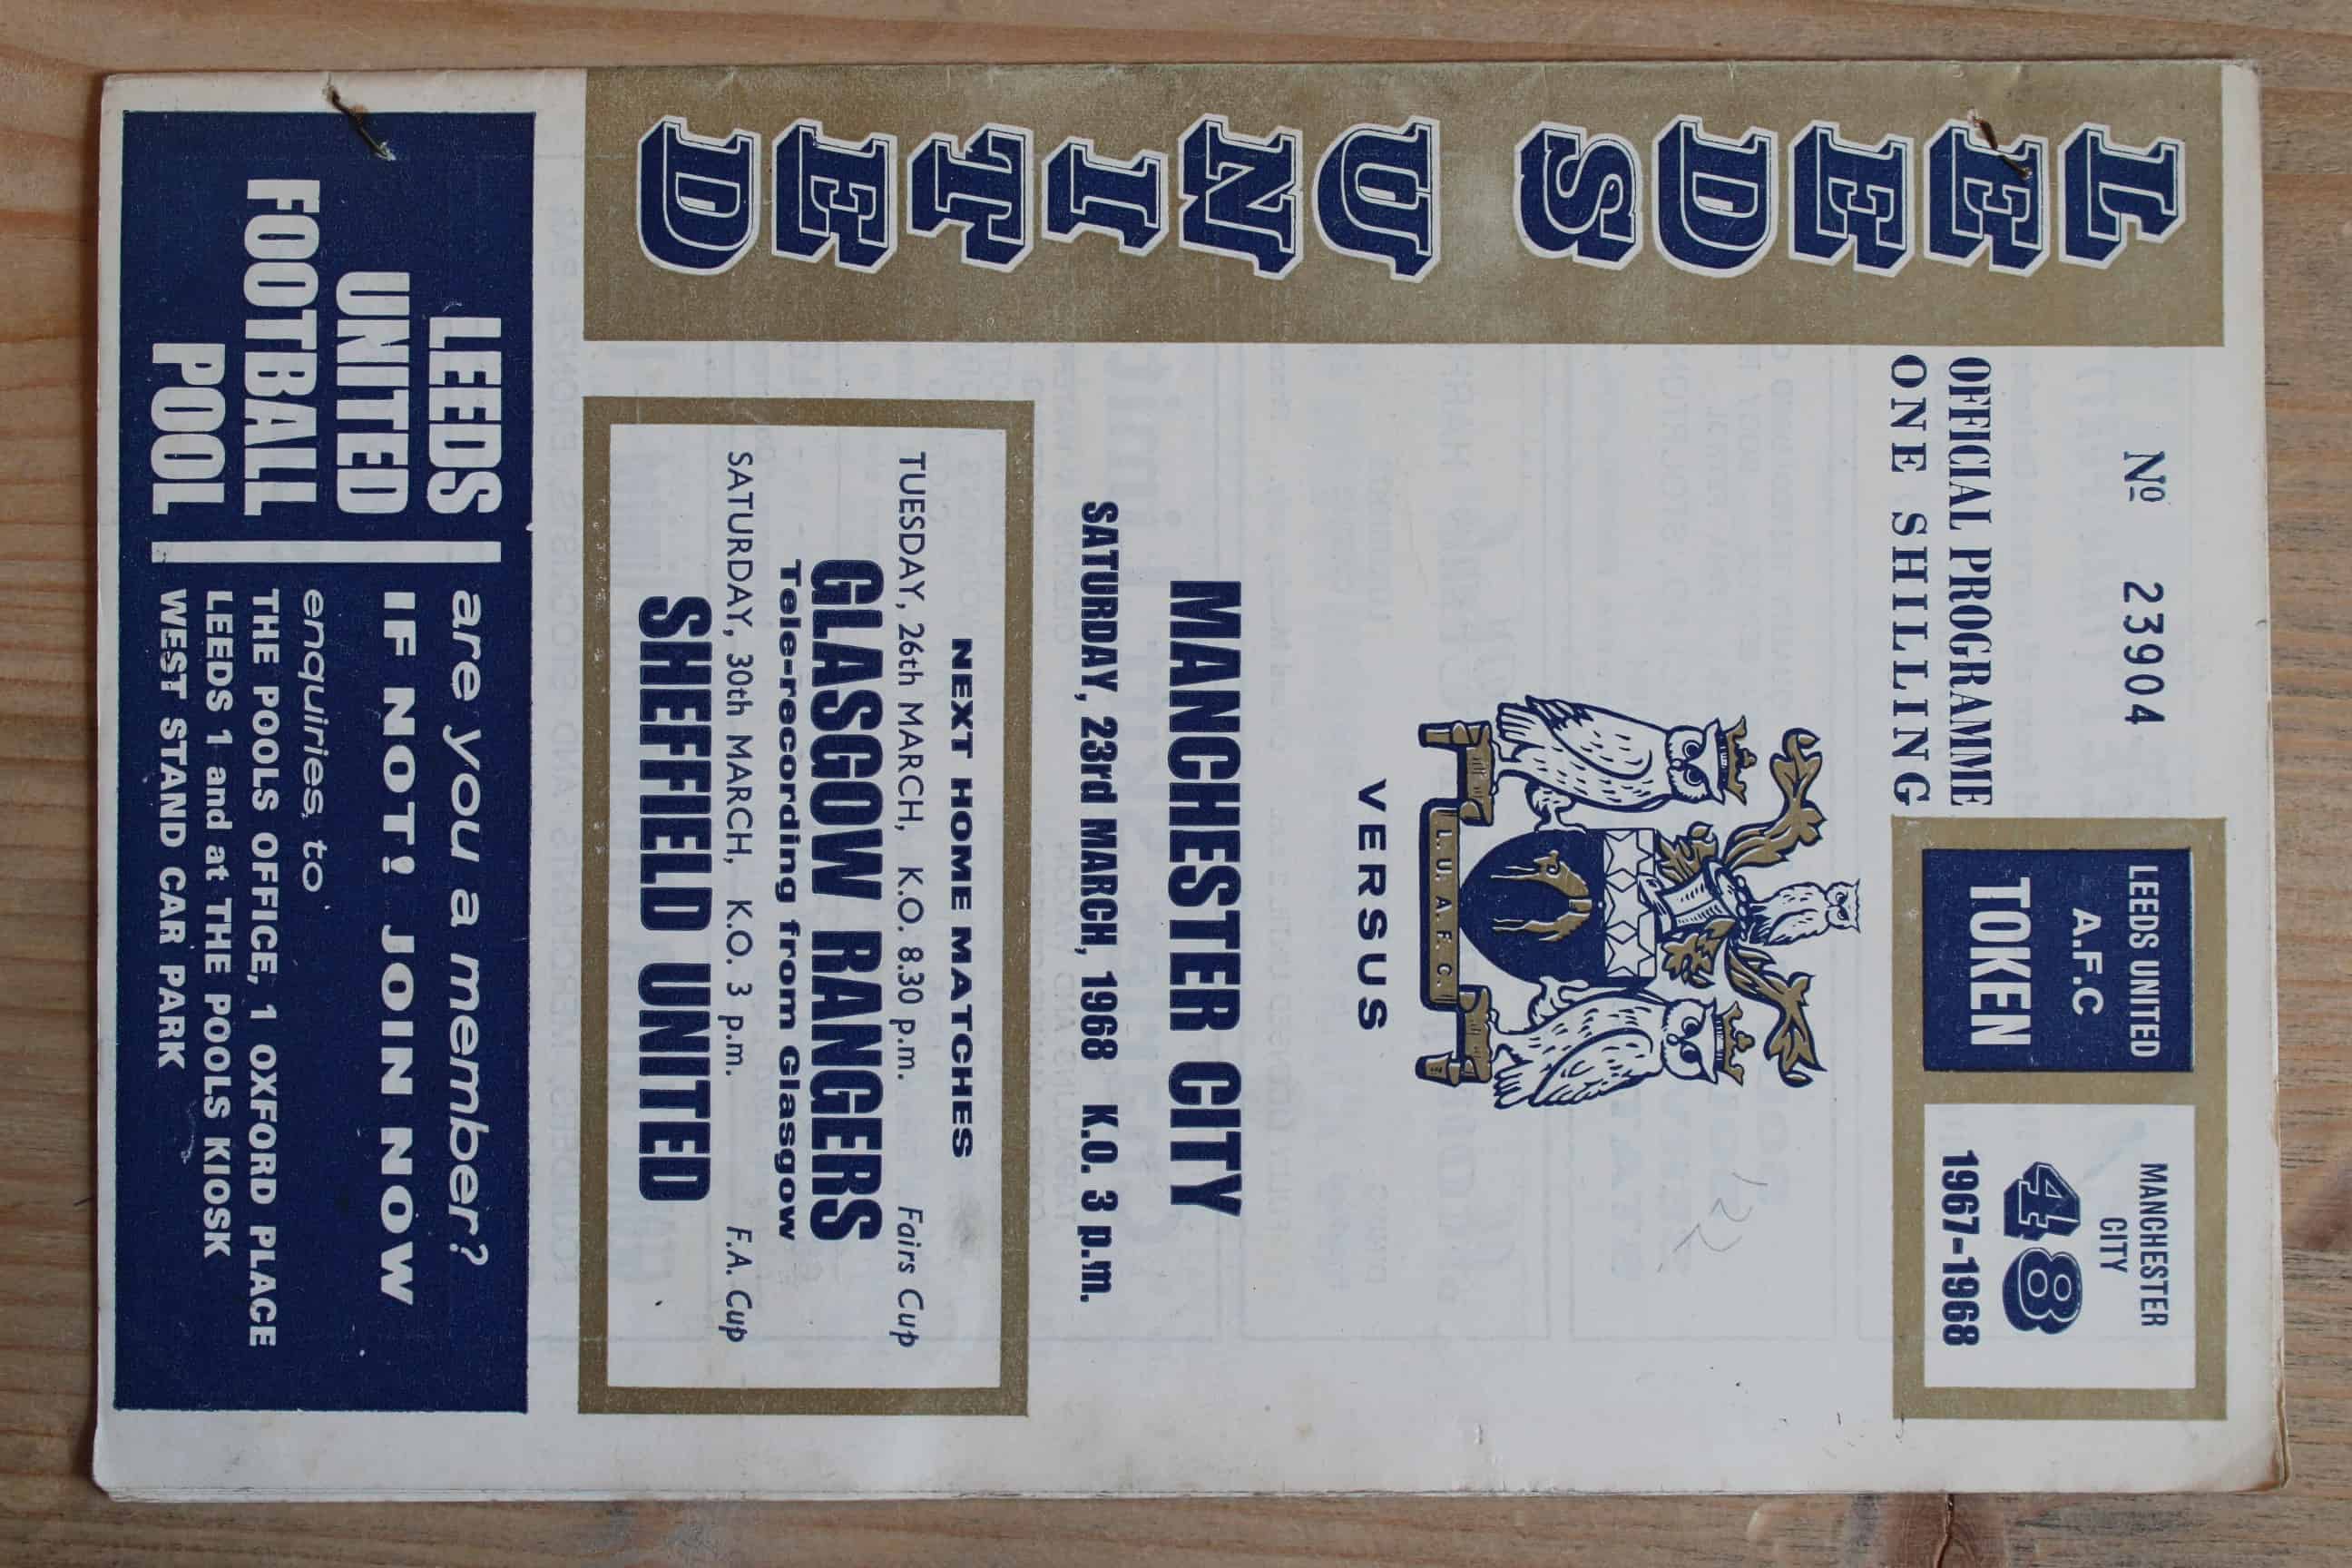 LEEDS UNITED
Nº 23904
OFFICIAL PROGRAMME
ONE SHILLING
LEEDS UNITED
A.F.C
TOKEN
MANCHESTER
CITY
48
1967-1968
L. U. A. F. C.
VERSUS
MANCHESTER CITY
SATURDAY, 23rd MARCH, 1968 K.O. 3 p.m.
NEXT HOME MATCHES
TUESDAY, 26th MARCH, K.O. 8.30 p.m. Fairs Cup
GLASGOW RANGERS
Tele-recording from Glasgow
SATURDAY, 30th MARCH, K.O. 3 p.m. F.A. Cup
SHEFFIELD UNITED
LEEDS
UNITED
FOOTBALL
POOL
are you a member?
IF NOT! JOIN NOW
enquiries to
THE POOLS OFFICE, 1 OXFORD PLACE
LEEDS 1 and at THE POOLS KIOSK
WEST STAND CAR PARK